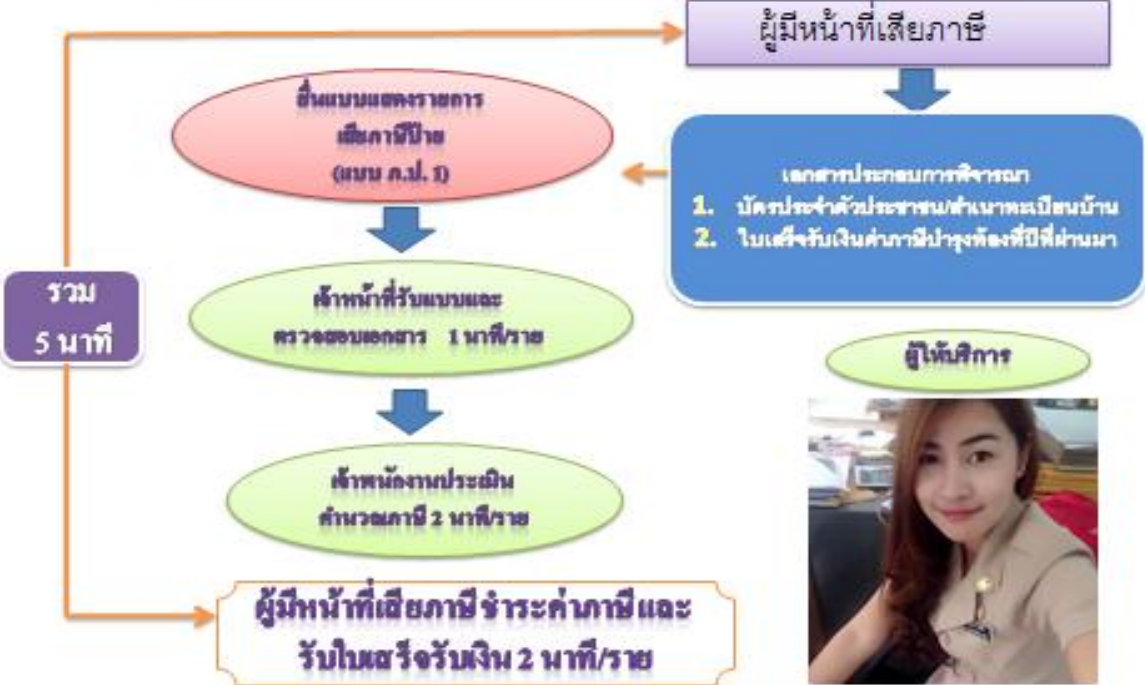 ผู้มีหน้าที่เสียภาษี
เอกสารประกอบการพิจารณา
1. บัตรประจำตัวประชาชน/สำเนาทะเบียนบ้าน
2. ใบเสร็จรับเงินค่าภาษีบำรุงท้องที่ปีที่ผ่านมา
ยื่นแบบแสดงรายการ
เสียภาษีป้าย
(แบบ ภ.ป. 1)
เจ้าหน้าที่รับแบบและ
ตรวจสอบเอกสาร 1 นาที/ราย
เจ้าพนักงานประเมิน
คำนวณภาษี 2 นาที/ราย
ผู้มีหน้าที่เสียภาษี ชำระค่าภาษีและ
รับใบเสร็จรับเงิน 2 นาที/ราย
รวม
5 นาที
ผู้ให้บริการ